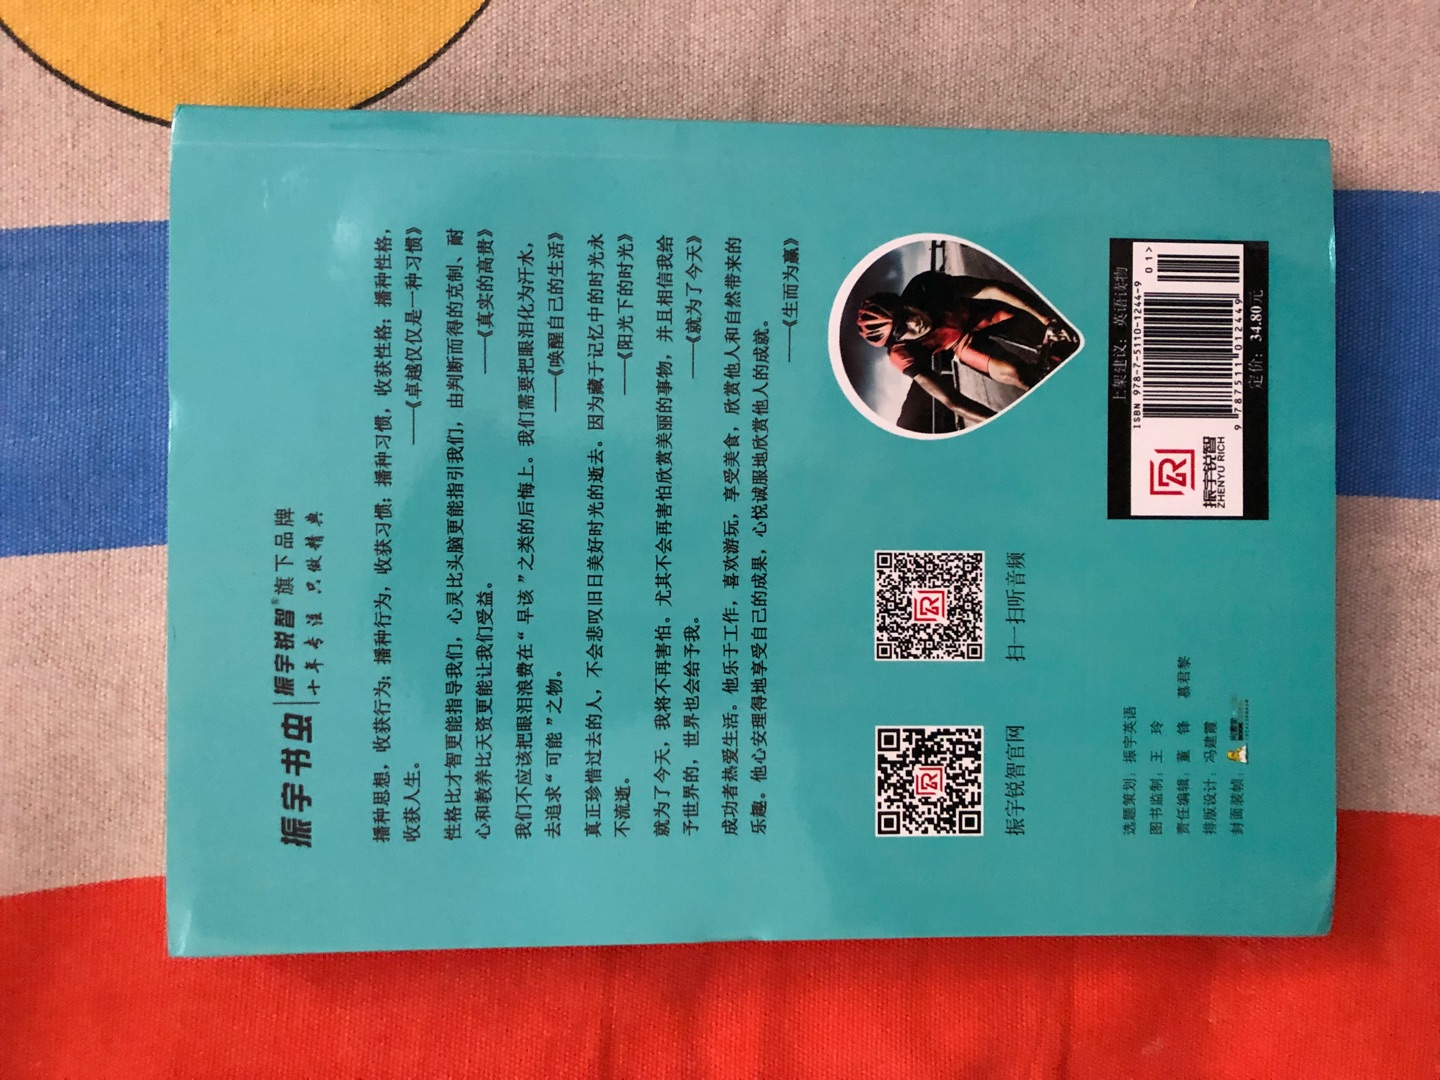 振宇书虫 振宇锐智®旗下品牌
十年专注 只做精典
播种思想，收获行为；播种行为，收获习惯；播种习惯，收获性格；播种性格，
收获人生。
——《卓越仅仅是一种习惯》
性格比才智更能指导我们，心灵比头脑更能指引我们，由判断而得的克制、耐
心和教养比天资更能让我们受益。
——《真实的高贵》
我们不应该把眼泪浪费在“早该”之类的后悔上。我们需要把眼泪化为汗水，
去追求“可能”之物。
——《唤醒自己的生活》
真正珍惜过去的人，不会悲叹旧日美好时光的逝去。因为藏于记忆中的时光永
不流逝。
——《阳光下的时光》
就为了今天，我将不再害怕。尤其不会再害怕欣赏美丽的事物，并且相信我给
予世界的，世界也会给予我。
——《就为了今天》
成功者热爱生活。他乐于工作，喜欢游玩，享受美食，欣赏他人和自然带来的
乐趣。他心安理得地享受自己的成果，心悦诚服地欣赏他人的成就。
——《生而为赢》
振宇锐智官网
扫一扫听音频
选题策划：振宇英语
图书监制：王 玲
责任编辑：董 锋 慕君黎
排版设计：冯建霞
封面装帧：
振宇锐智
ZHENYU RICH
上架建议：英语读物
ISBN 978-7-5110-1244-9
01>
9 787511 012449
定价：34.80元